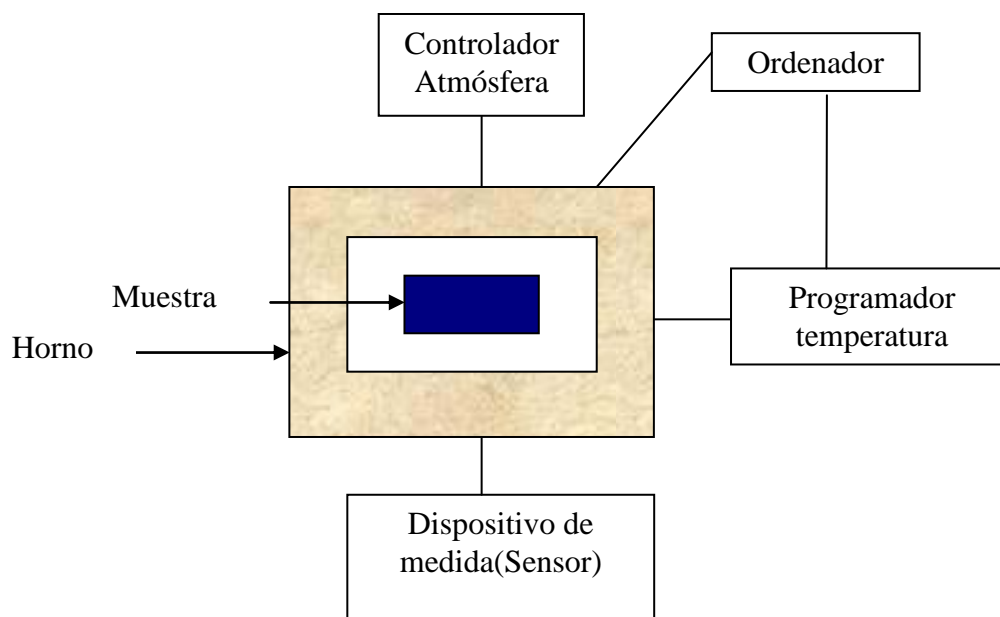 Controlador
Atmósfera
Ordenador
Muestra
Horno
Programador
temperatura
Dispositivo de
medida(Sensor)